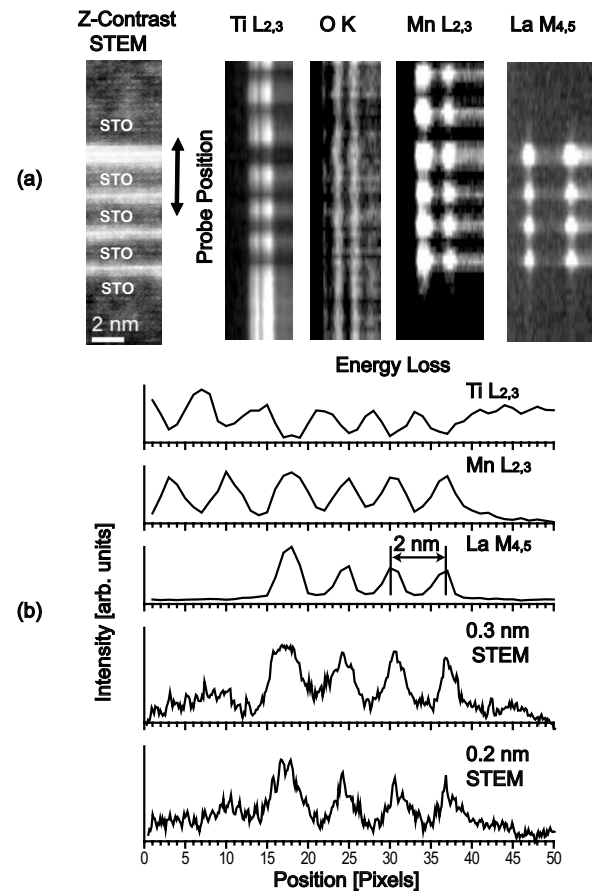 Z-Contrast
STEM
Ti L2,3
O K
Mn L2,3
La M4,5
(a)
STO
STO
STO
STO
STO
2 nm
Probe Position
Energy Loss
(b)
Intensity [arb. units]
Ti L2,3
Mn L2,3
La M4,5
2 nm
0.3 nm
STEM
0.2 nm
STEM
0 5 10 15 20 25 30 35 40 45 50
Position [Pixels]